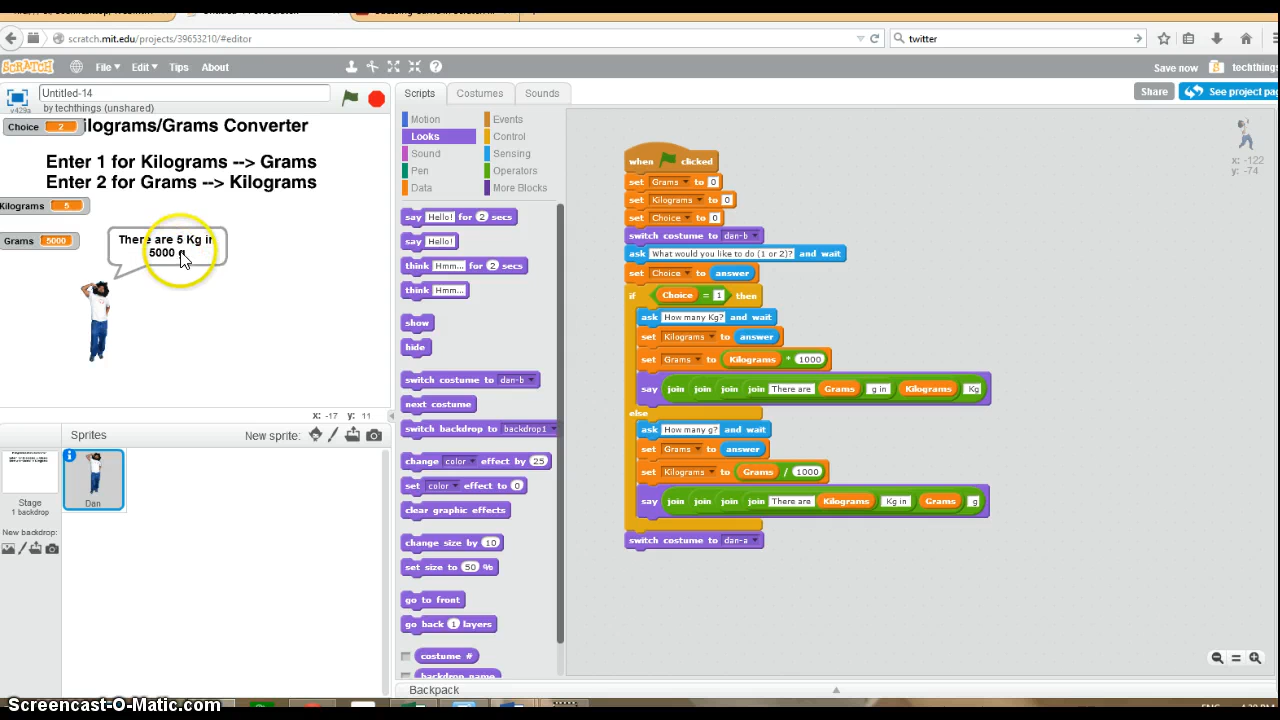 scratch.mit.edu/projects/39653210/#editor
twitter
SCRATCH File Edit Tips About
Save now techthings
Untitled-14
by techthings (unshared)
v429a
Scripts Costumes Sounds
Share See project pag
Choice 2
ilograms/Grams Converter
Enter 1 for Kilograms --> Grams
Enter 2 for Grams --> Kilograms
Kilograms 5
Grams 5000
There are 5 Kg in
5000 g
X: -17 y: 11
Sprites New sprite:
Stage
1 backdrop
Dan
New backdrop:
Motion Events
Looks Control
Sound Sensing
Pen Operators
Data More Blocks
say Hello! for 2 secs
say Hello!
think Hmm... for 2 secs
think Hmm...
show
hide
switch costume to dan-b
next costume
switch backdrop to backdrop1
change color effect by 25
set color effect to 0
clear graphic effects
change size by 10
set size to 50 %
go to front
go back 1 layers
costume #
backdrop name
when clicked
set Grams to 0
set Kilograms to 0
set Choice to 0
switch costume to dan-b
ask What would you like to do (1 or 2)? and wait
set Choice to answer
if Choice = 1 then
ask How many Kg? and wait
set Kilograms to answer
set Grams to Kilograms * 1000
say join join join join There are Grams g in Kilograms Kg
else
ask How many g? and wait
set Grams to answer
set Kilograms to Grams / 1000
say join join join join There are Kilograms Kg in Grams g
switch costume to dan-a
x: -122
y: -74
Backpack
Screencast-O-Matic.com